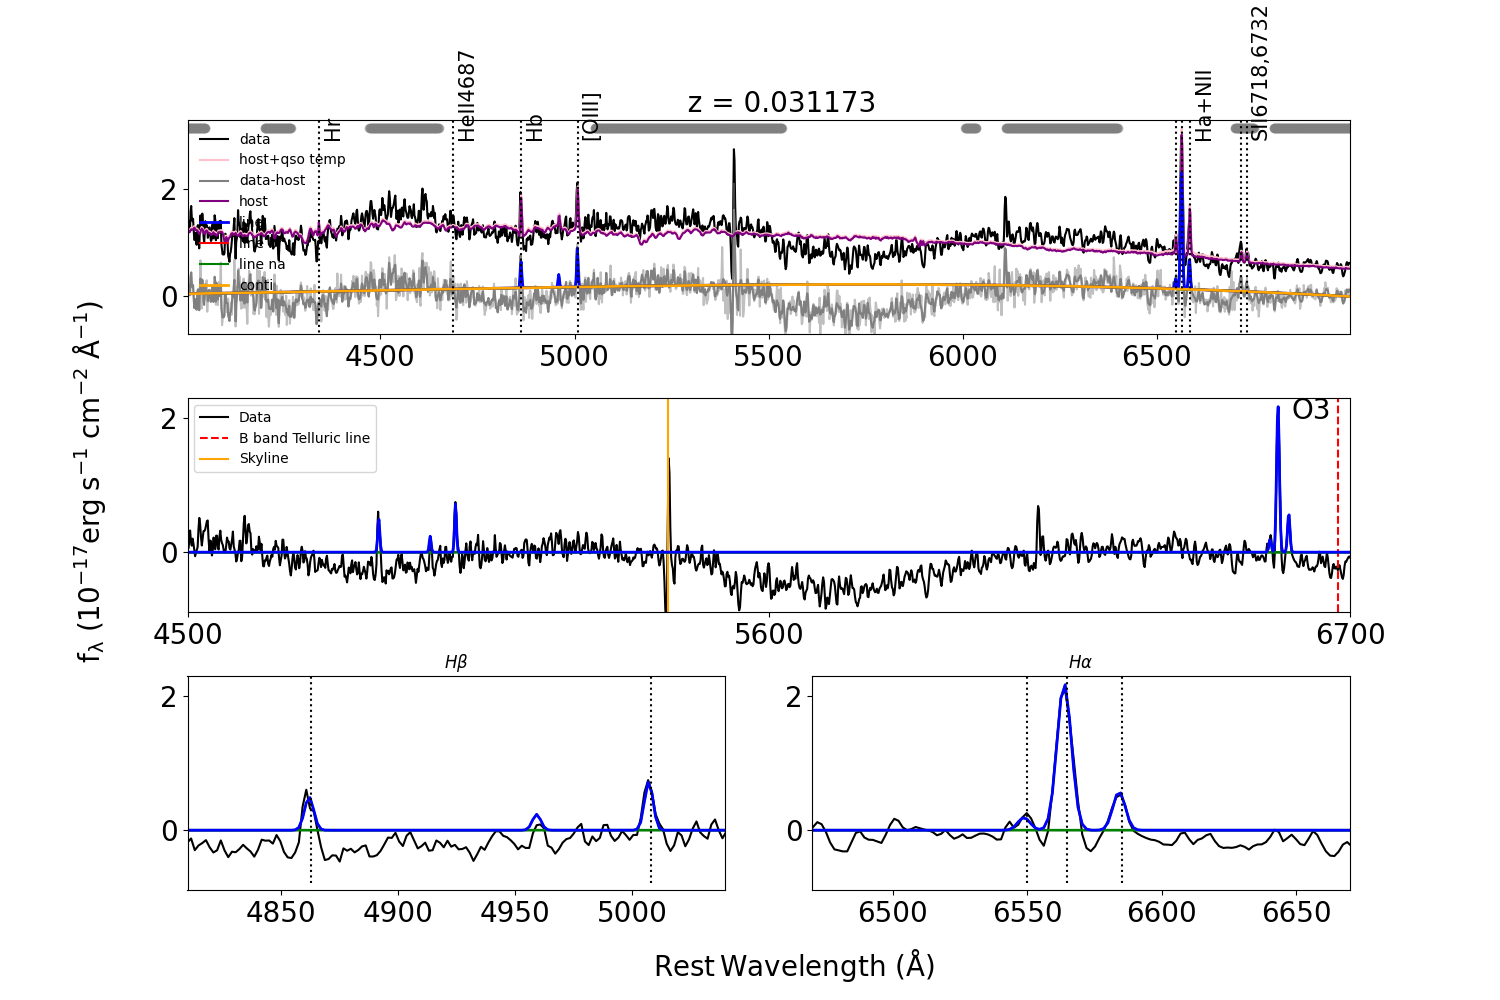 z = 0.031173
Hr
HeII4687
Hb
[OIII]
Ha+NII
SII6718,6732
data
host+qso temp
data-host
host
line
line na
conti
2
0
4500 5000 5500 6000 6500
f_λ (10⁻¹⁷erg s⁻¹ cm⁻² Å⁻¹)
Data
B band Telluric line
Skyline
O3
2
0
4500 5600 6700
Hβ
2
0
4850 4900 4950 5000
Hα
2
0
6500 6550 6600 6650
Rest Wavelength (Å)